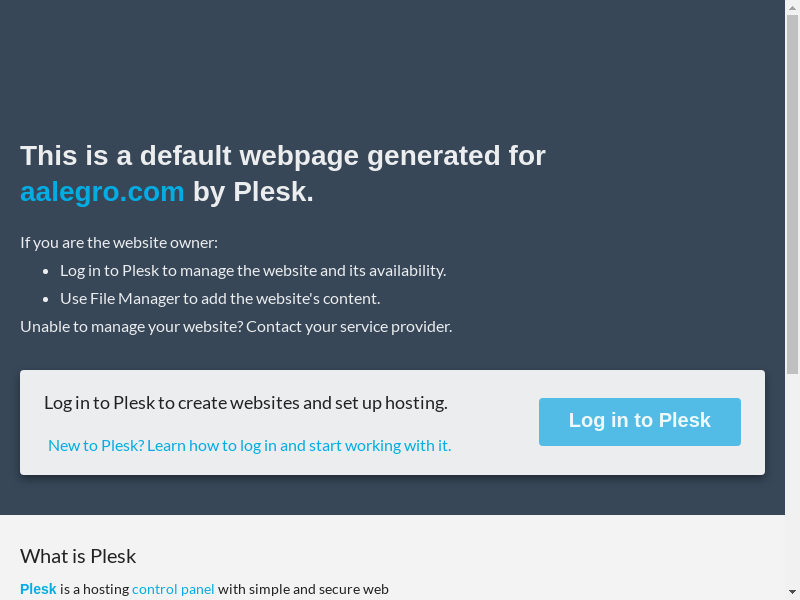 This is a default webpage generated for
aalegro.com by Plesk.
If you are the website owner:
Log in to Plesk to manage the website and its availability.
Use File Manager to add the website's content.
Unable to manage your website? Contact your service provider.
Log in to Plesk to create websites and set up hosting.
Log in to Plesk
New to Plesk? Learn how to log in and start working with it.
What is Plesk
Plesk is a hosting control panel with simple and secure web